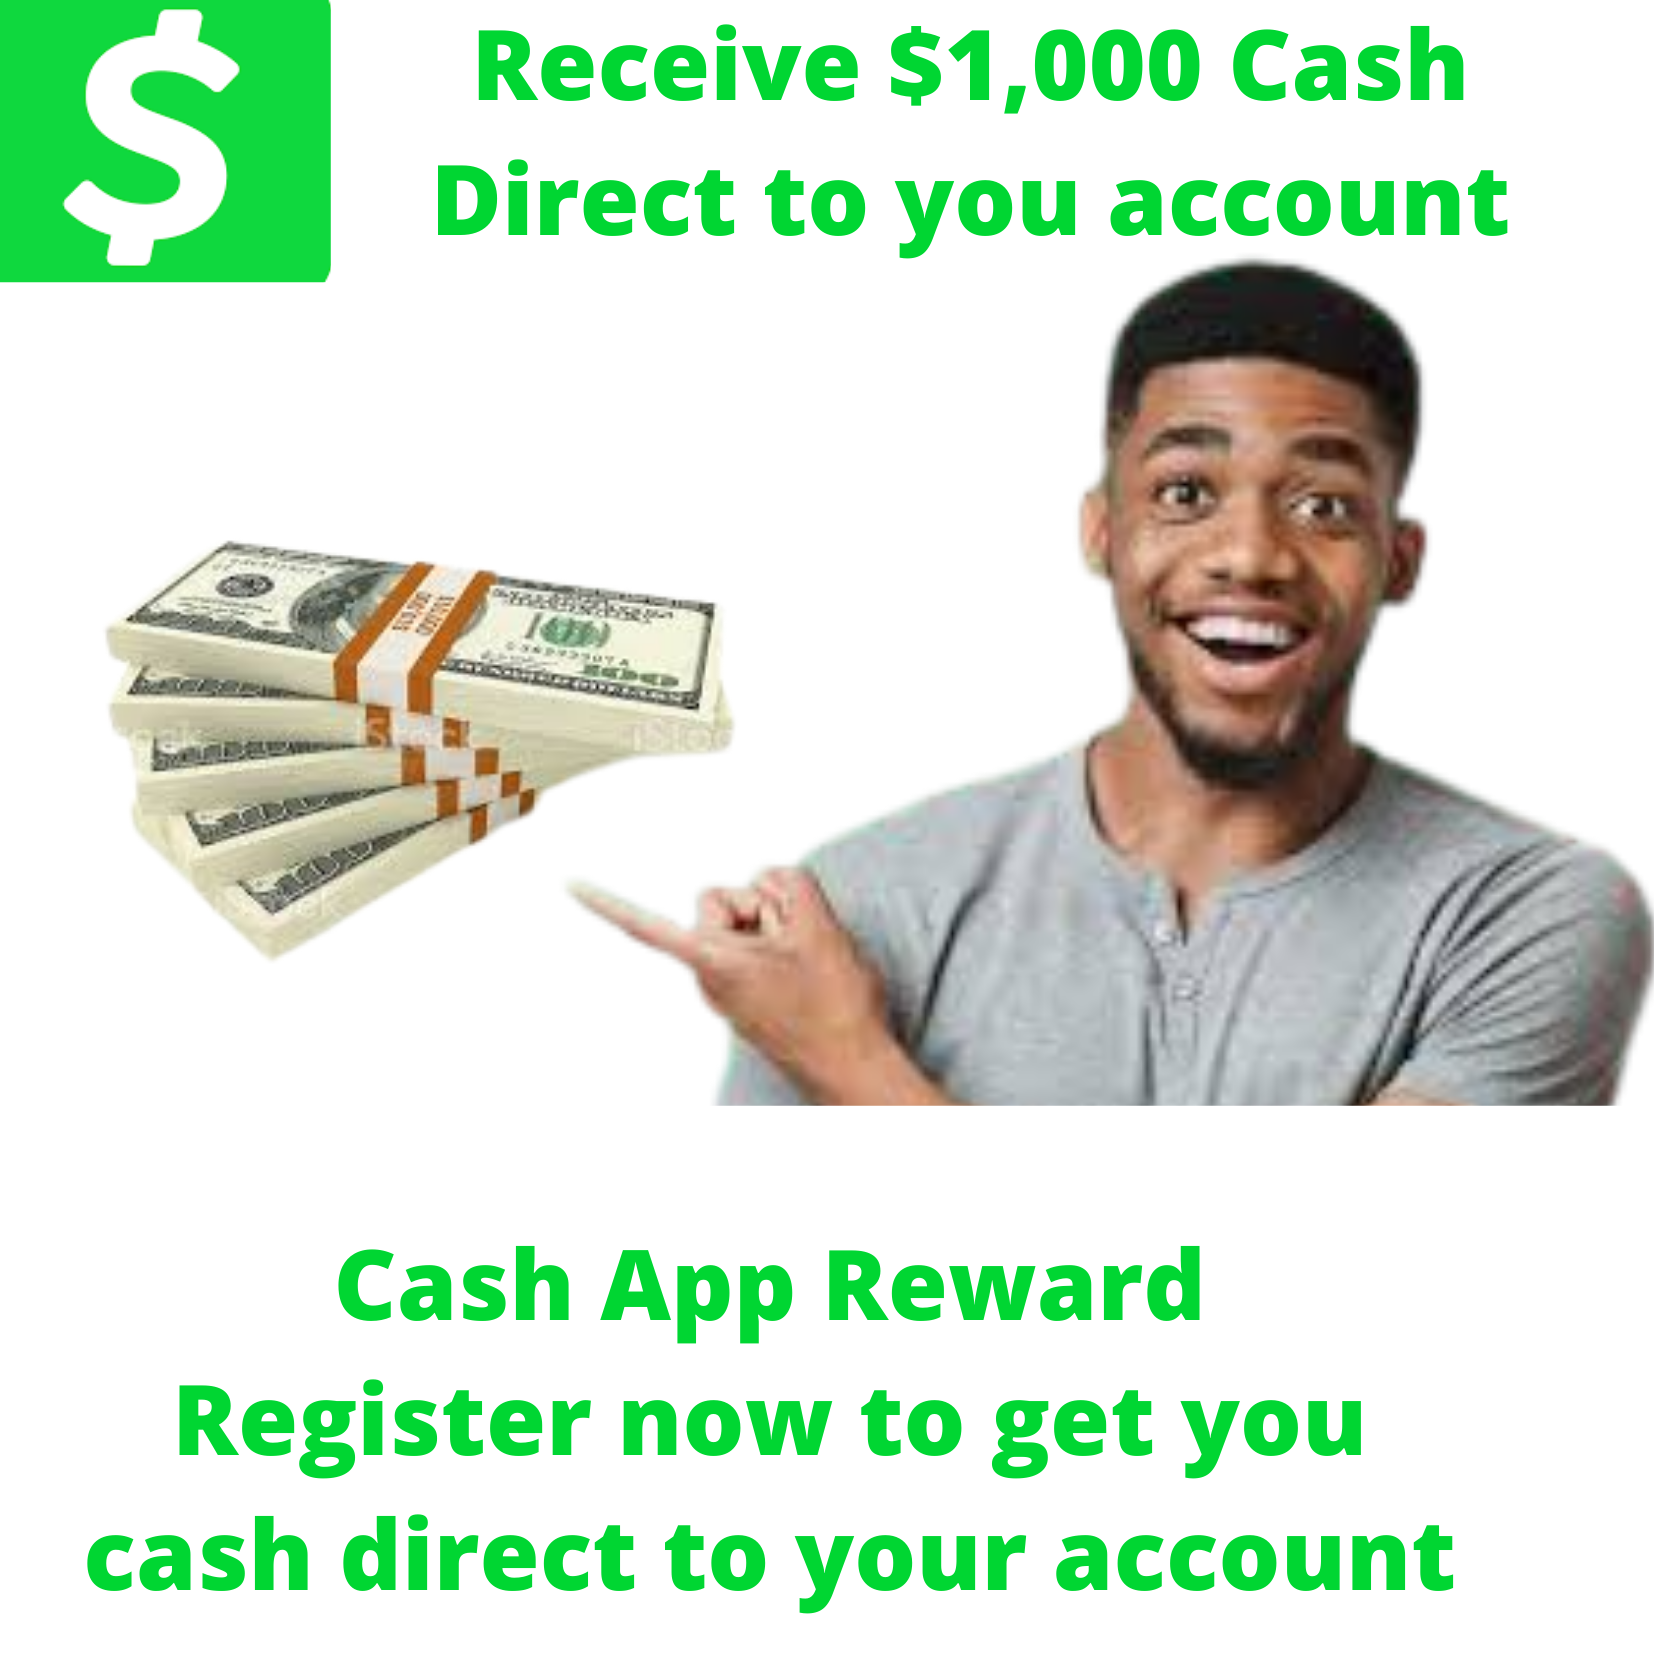 $
Receive $1,000 Cash
Direct to you account
Cash App Reward
Register now to get you
cash direct to your account